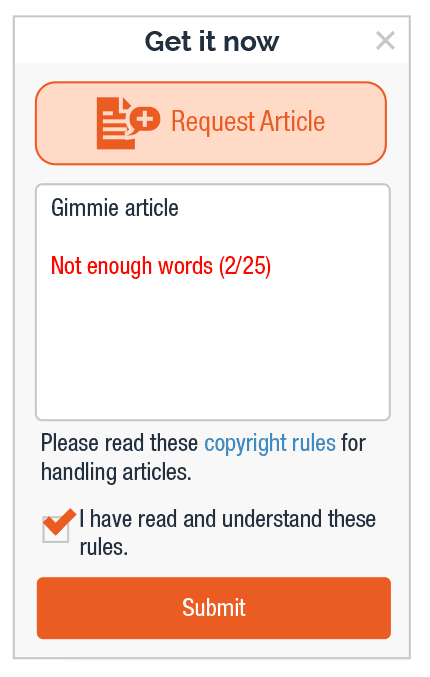 Get it now
Request Article
Gimmie article
Not enough words (2/25)
Please read these copyright rules for
handling articles.
I have read and understand these
rules.
Submit